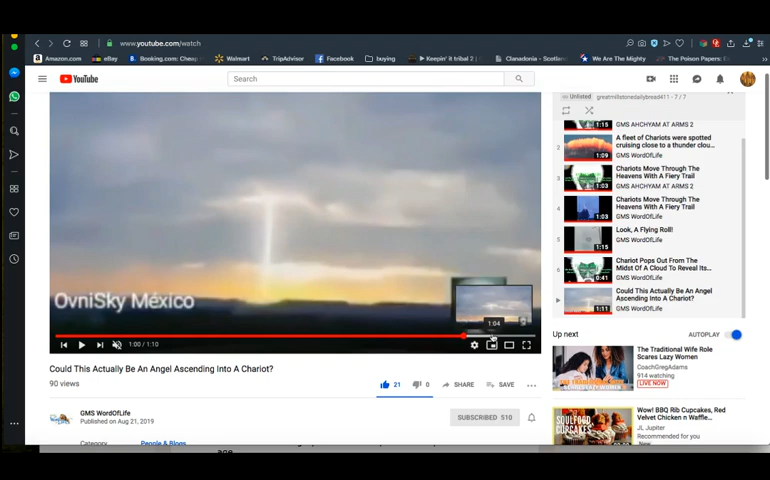 www.youtube.com/watch
Amazon.com
eBay
Booking.com: Cheap
Walmart
TripAdvisor
Facebook
buying
Keepin it tribal 2
Clanadonia - Scotlan
We Are The Mighty
The Poison Papers: E
YouTube
Search
Unlisted greatmillstonedailybread411 - 7 / 7
1:15
GMS AHCHYAM AT ARMS 2
2
A fleet of Chariots were spotted
cruising close to a thunder clou...
GMS WordOfLife
1:09
3
Chariots Move Through The
Heavens With A Fiery Trail
GMS AHCHYAM AT ARMS 2
1:03
4
Chariots Move Through The
Heavens With A Fiery Trail
GMS WordOfLife
1:03
5
Look, A Flying Roll!
GMS WordOfLife
1:15
6
Chariot Pops Out From The
Midst Of A Cloud To Reveal Its...
GMS WordOfLife
0:41
Could This Actually Be An Angel
Ascending Into A Chariot?
GMS WordOfLife
1:11
OvniSky México
1:04
1:00 / 1:10
Could This Actually Be An Angel Ascending Into A Chariot?
90 views
21
0
SHARE
SAVE
GMS WordOfLife
Published on Aug 21, 2019
SUBSCRIBED 510
Category
People & Blogs
Up next
AUTOPLAY
The Traditional Wife Role
Scares Lazy Women
CoachGregAdams
914 watching
LIVE NOW
Wow! BBQ Rib Cupcakes, Red
Velvet Chicken n Waffle...
JL Jupiter
Recommended for you
New
SOULFOOD
CUPCAKES
age